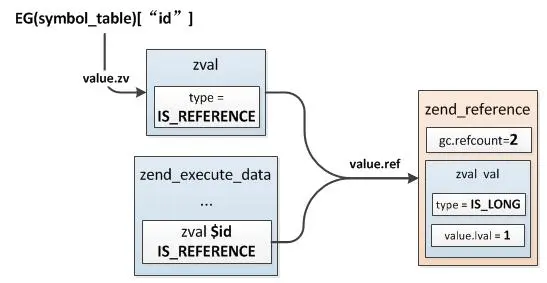 EG(symbol_table)[ “id” ]
value.zv
zval
type =
IS_REFERENCE
zend_execute_data
...
zval $id
IS_REFERENCE
value.ref
zend_reference
gc.refcount=2
zval val
type = IS_LONG
value.lval = 1